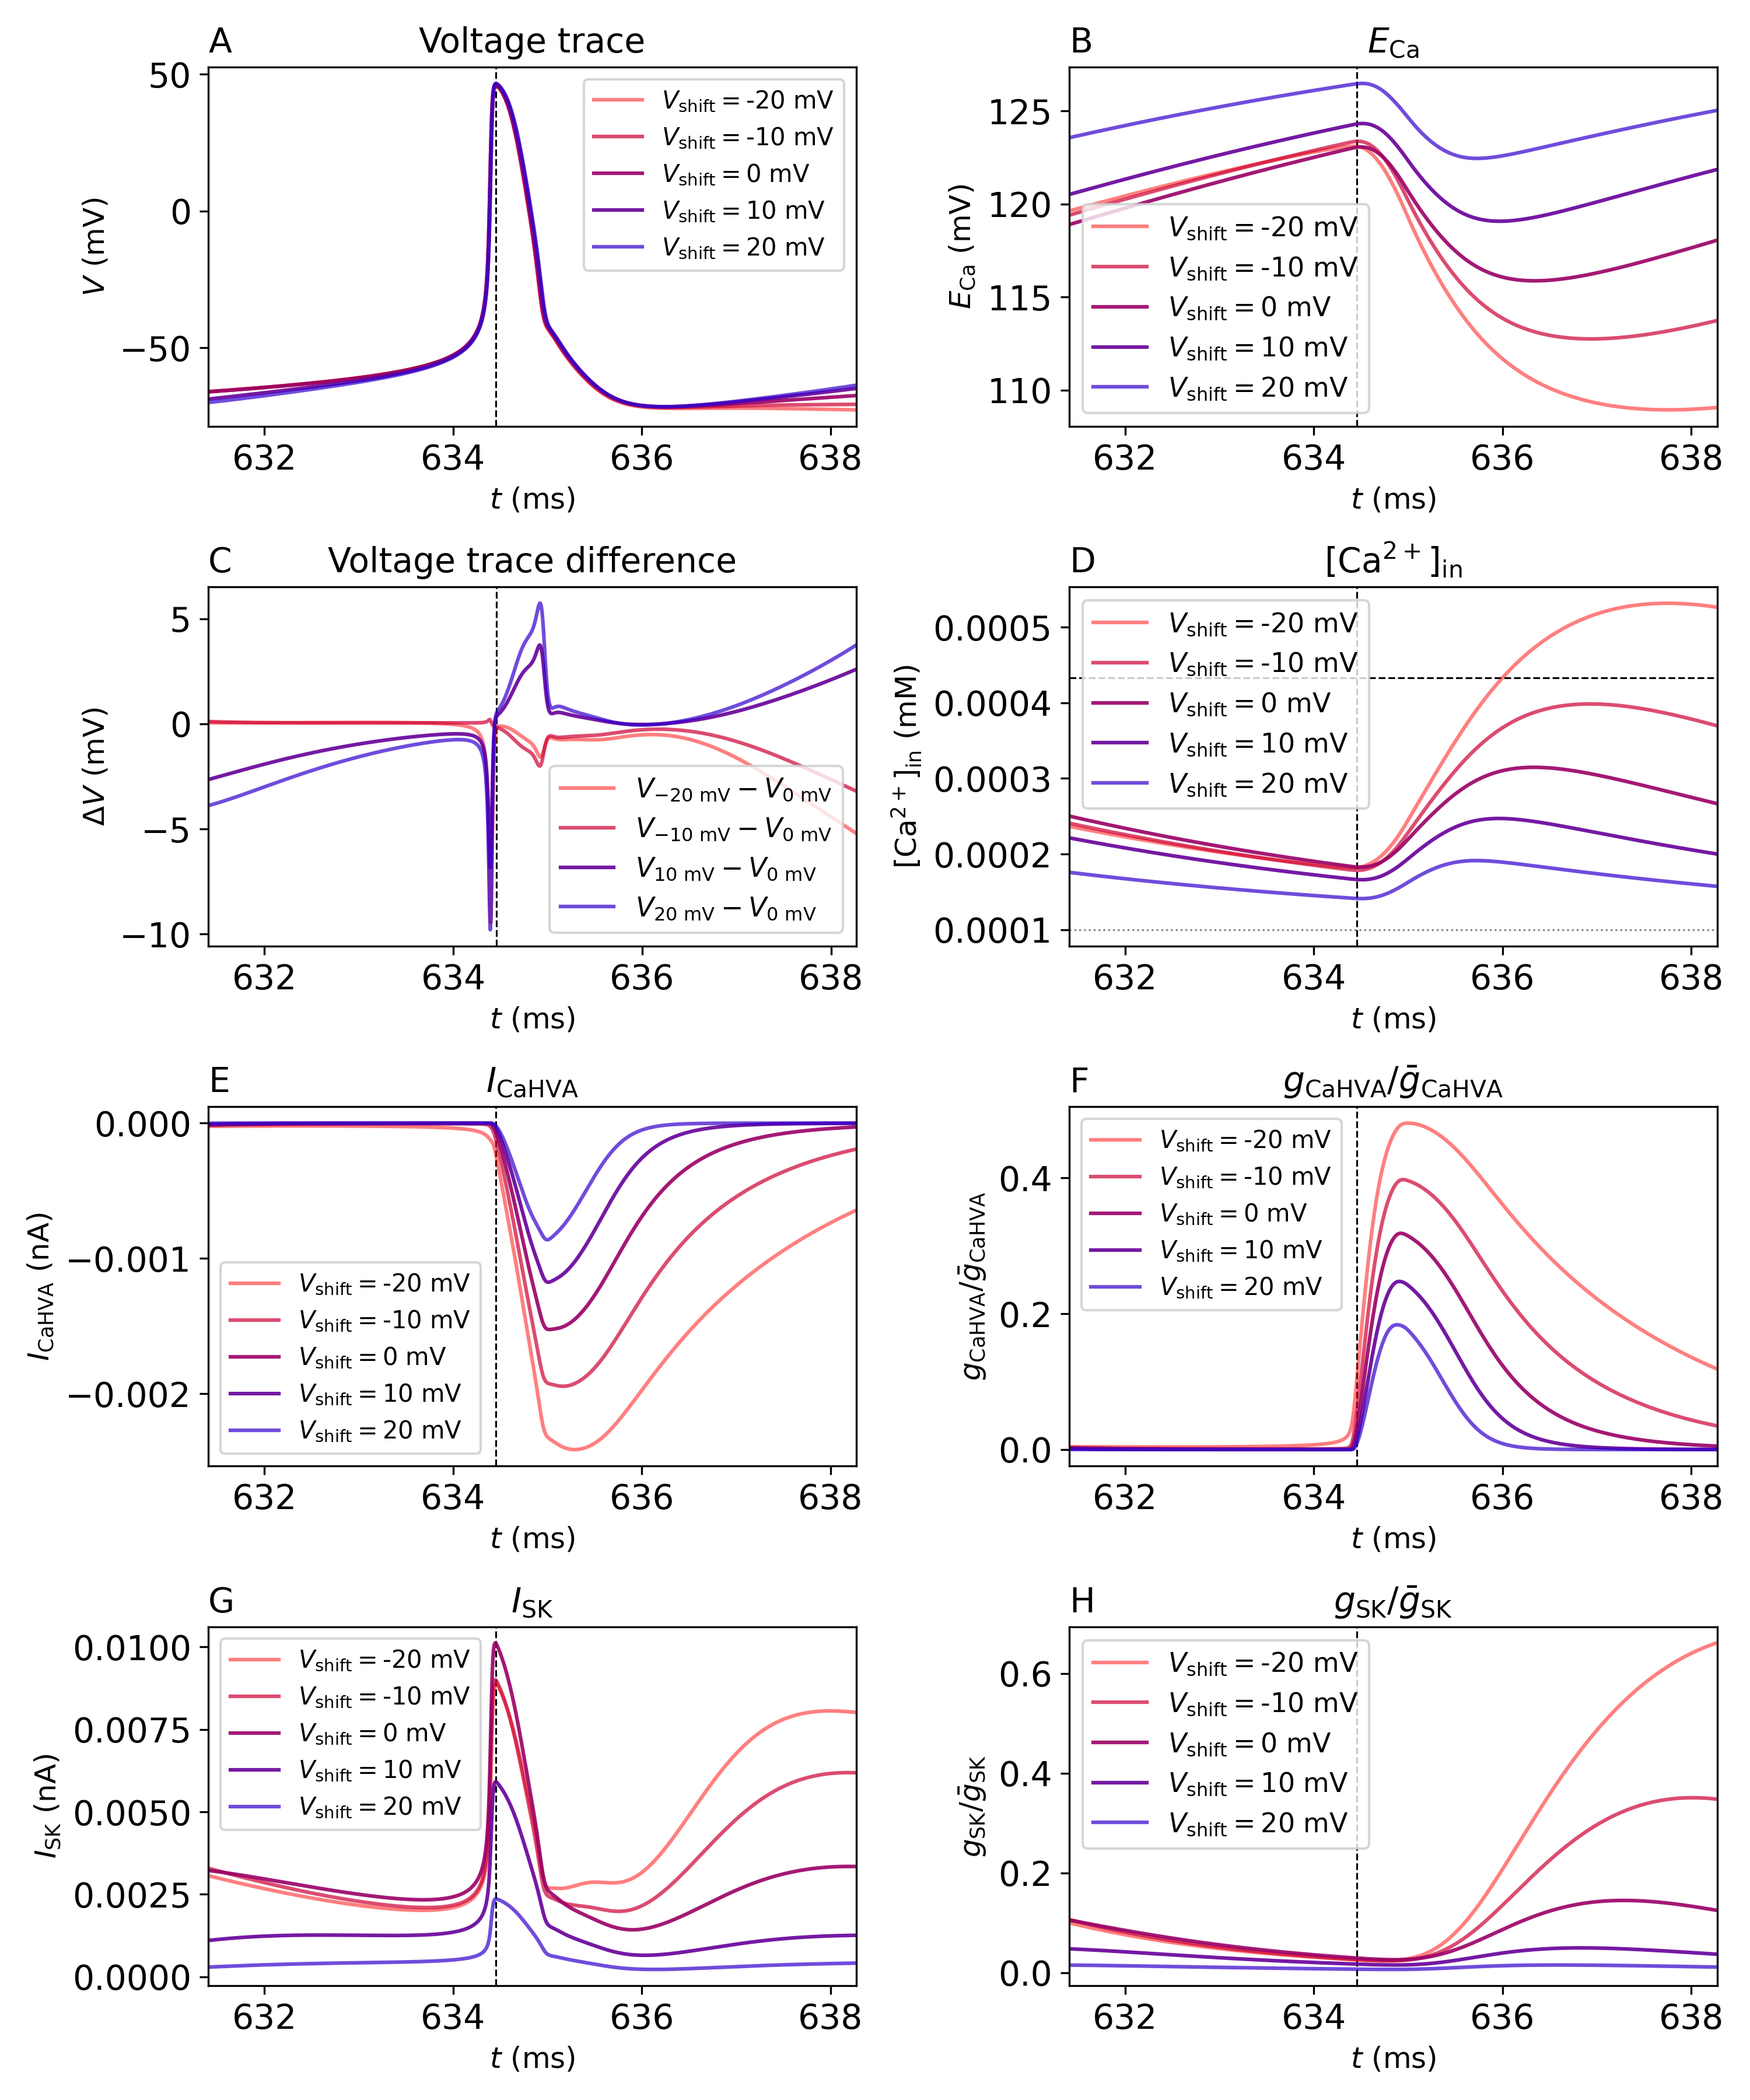 A Voltage trace
50
0
−50
V (mV)
V_shift = -20 mV
V_shift = -10 mV
V_shift = 0 mV
V_shift = 10 mV
V_shift = 20 mV
632 634 636 638
t (ms)
B E_Ca
125
120
115
110
E_Ca (mV)
V_shift = -20 mV
V_shift = -10 mV
V_shift = 0 mV
V_shift = 10 mV
V_shift = 20 mV
632 634 636 638
t (ms)
C Voltage trace difference
5
0
−5
−10
ΔV (mV)
V_−20 mV − V_0 mV
V_−10 mV − V_0 mV
V_10 mV − V_0 mV
V_20 mV − V_0 mV
632 634 636 638
t (ms)
D [Ca²⁺]_in
0.0005
0.0004
0.0003
0.0002
0.0001
[Ca²⁺]_in (mM)
V_shift = -20 mV
V_shift = -10 mV
V_shift = 0 mV
V_shift = 10 mV
V_shift = 20 mV
632 634 636 638
t (ms)
E I_CaHVA
0.000
−0.001
−0.002
I_CaHVA (nA)
V_shift = -20 mV
V_shift = -10 mV
V_shift = 0 mV
V_shift = 10 mV
V_shift = 20 mV
632 634 636 638
t (ms)
F g_CaHVA/ḡ_CaHVA
0.4
0.2
0.0
g_CaHVA/ḡ_CaHVA
V_shift = -20 mV
V_shift = -10 mV
V_shift = 0 mV
V_shift = 10 mV
V_shift = 20 mV
632 634 636 638
t (ms)
G I_SK
0.0100
0.0075
0.0050
0.0025
0.0000
I_SK (nA)
V_shift = -20 mV
V_shift = -10 mV
V_shift = 0 mV
V_shift = 10 mV
V_shift = 20 mV
632 634 636 638
t (ms)
H g_SK/ḡ_SK
0.6
0.4
0.2
0.0
g_SK/ḡ_SK
V_shift = -20 mV
V_shift = -10 mV
V_shift = 0 mV
V_shift = 10 mV
V_shift = 20 mV
632 634 636 638
t (ms)